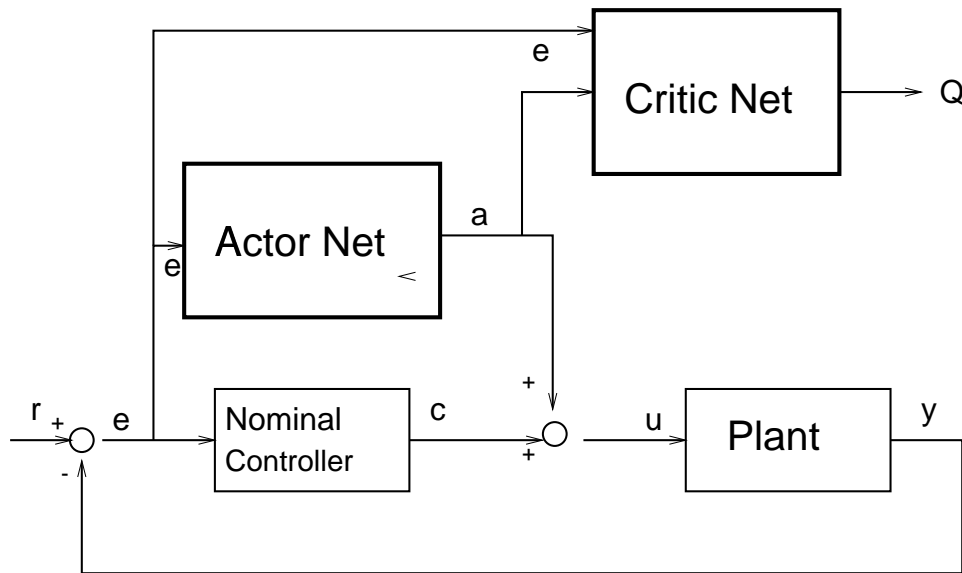 e
Critic Net
Q
a
Actor Net
e
+
r
+
e
Nominal
Controller
c
+
u
Plant
y
-